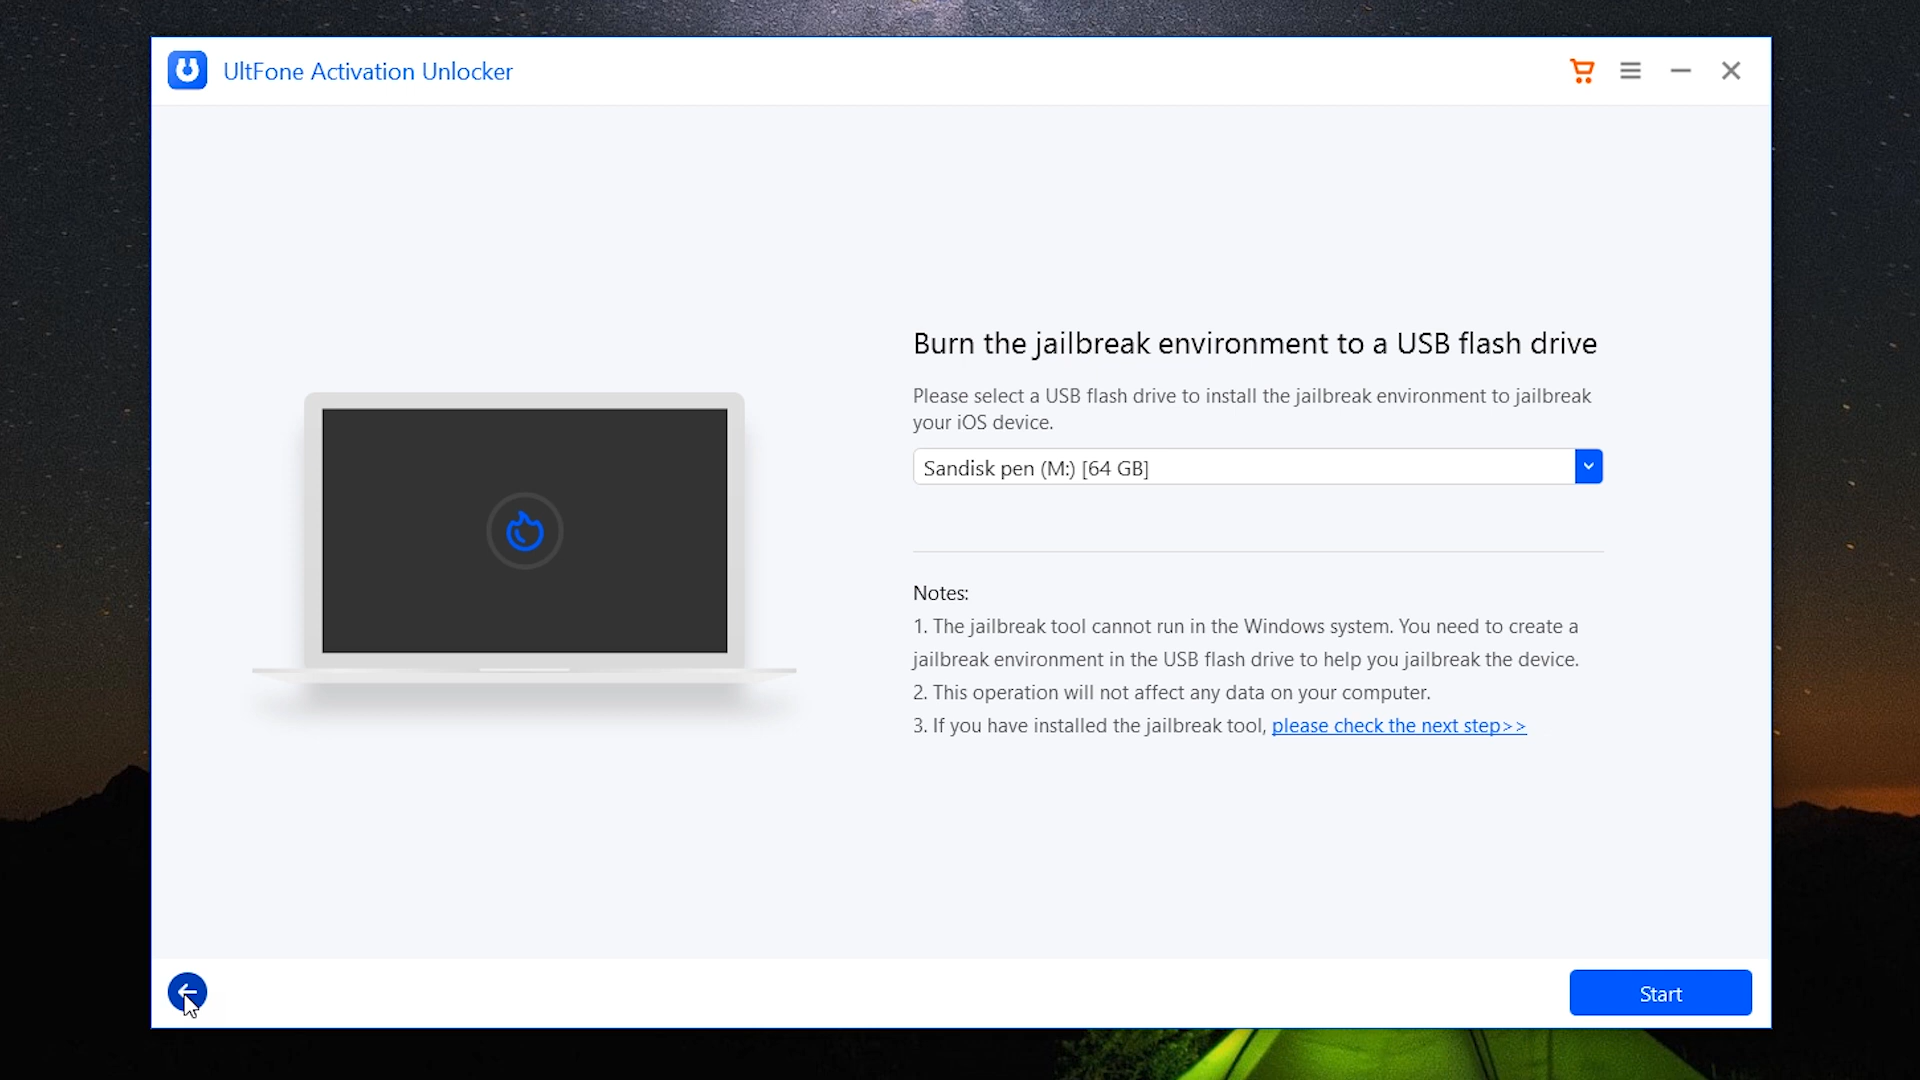 UltFone Activation Unlocker
Burn the jailbreak environment to a USB flash drive
Please select a USB flash drive to install the jailbreak environment to jailbreak
your iOS device.
Sandisk pen (M:) [64 GB]
Notes:
1. The jailbreak tool cannot run in the Windows system. You need to create a
jailbreak environment in the USB flash drive to help you jailbreak the device.
2. This operation will not affect any data on your computer.
3. If you have installed the jailbreak tool, please check the next step>>
Start